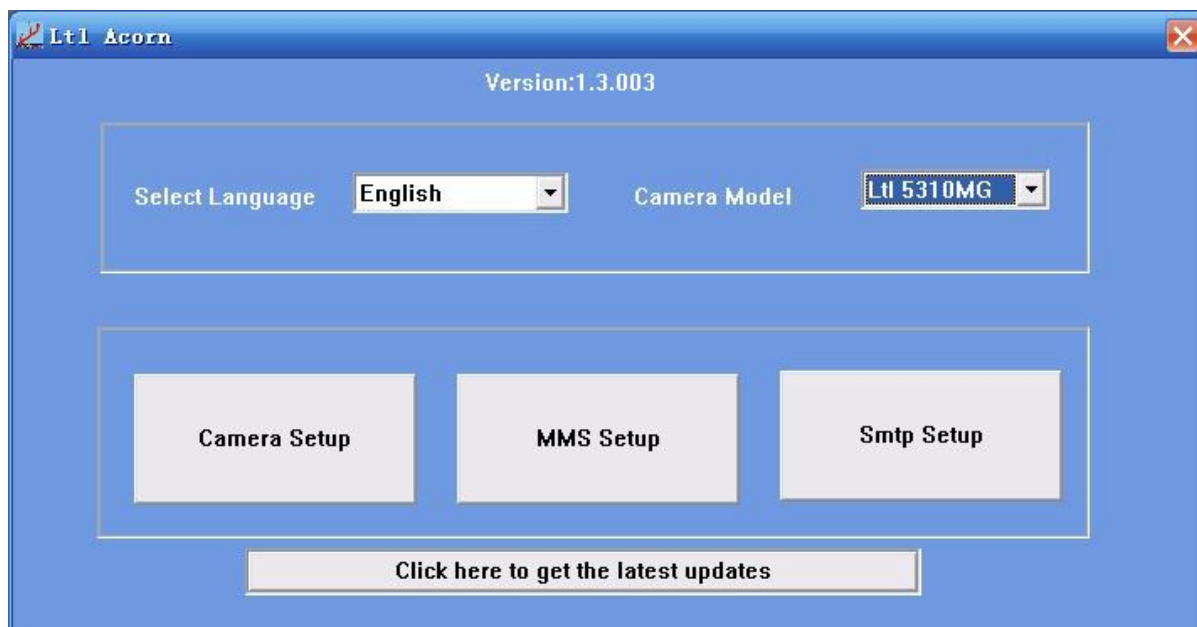 Ltl Acorn
Version:1.3.003
Select Language English Camera Model Ltl 5310MG
Camera Setup MMS Setup Smtp Setup
Click here to get the latest updates